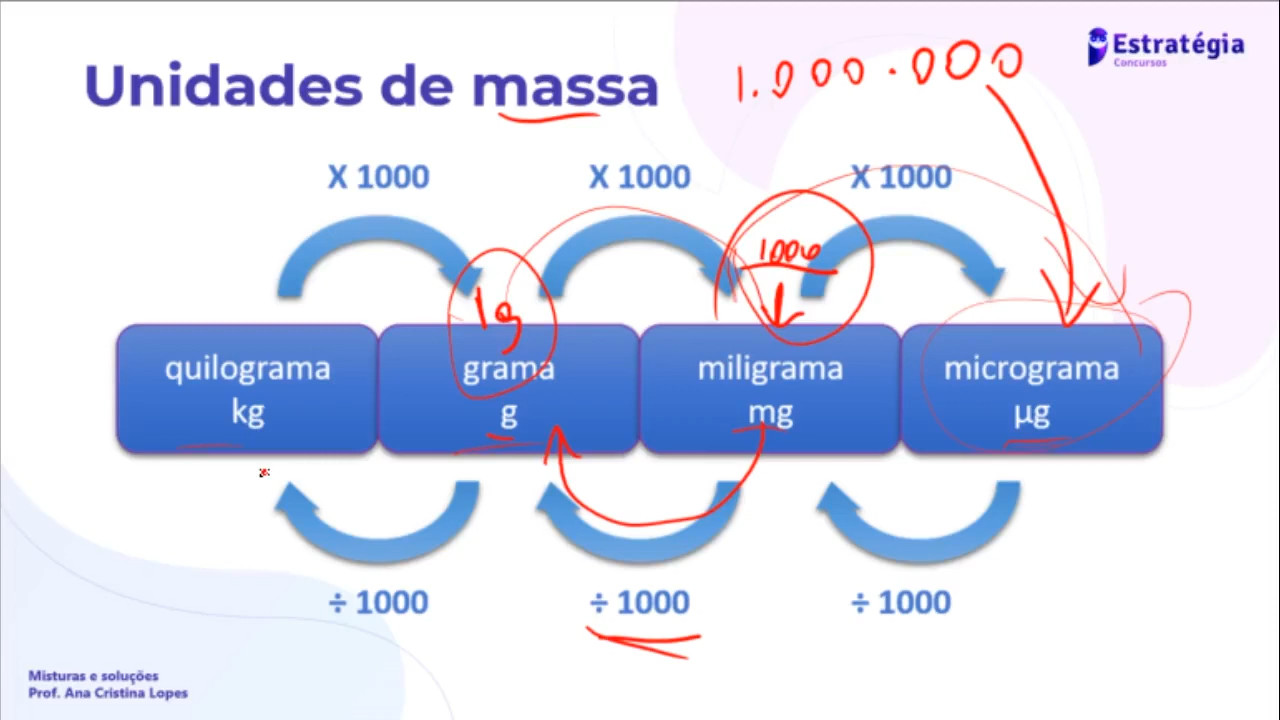 Estratégia
Concursos
Unidades de massa
1.000.000
X 1000
X 1000
X 1000
1g
1000
quilograma
kg
grama
g
miligrama
mg
micrograma
µg
÷ 1000
÷ 1000
÷ 1000
Misturas e soluções
Prof. Ana Cristina Lopes